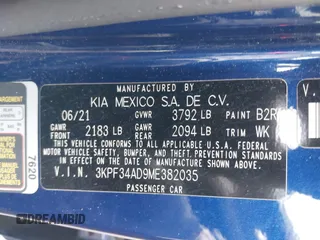 MANUFACTURED BY
KIA MEXICO S.A. DE C.V.
06/21 GVWR 3792 LB PAINT B2R
GAWR FRONT 2183 LB GAWR REAR 2094 LB TRIM WK
THIS VEHICLE CONFORMS TO ALL APPLICABLE FEDERAL
MOTOR VEHICLE SAFETY, BUMPER, AND THEFT PREVENTION STANDARDS
IN EFFECT ON THE DATE OF MANUFACTURE SHOWN ABOVE.
V.I.N. 3KPF34AD9ME382035
PASSENGER CAR
7620
V.
DREAMBID